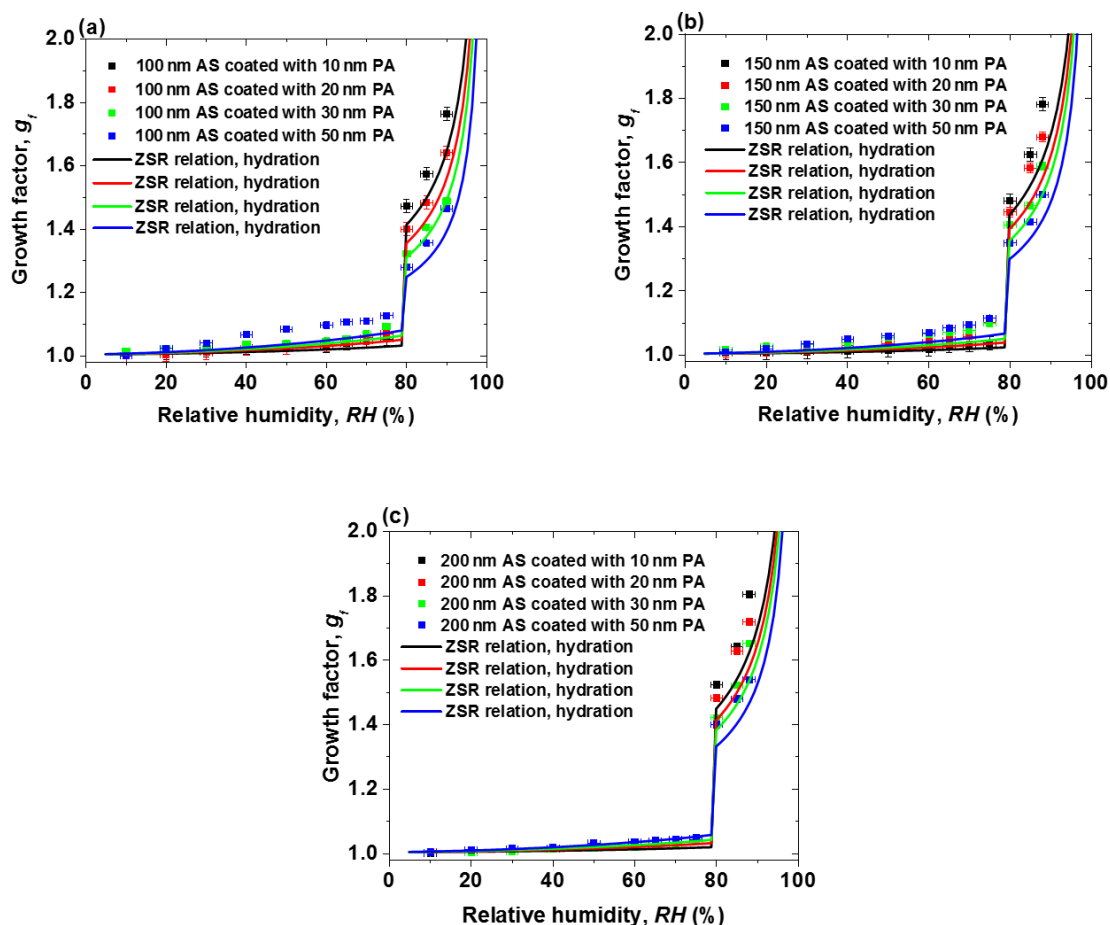 (a)
2.0
1.8
1.6
1.4
1.2
1.0
Growth factor, gf
100 nm AS coated with 10 nm PA
100 nm AS coated with 20 nm PA
100 nm AS coated with 30 nm PA
100 nm AS coated with 50 nm PA
ZSR relation, hydration
ZSR relation, hydration
ZSR relation, hydration
ZSR relation, hydration
0 20 40 60 80 100
Relative humidity, RH (%)
(b)
2.0
1.8
1.6
1.4
1.2
1.0
Growth factor, gf
150 nm AS coated with 10 nm PA
150 nm AS coated with 20 nm PA
150 nm AS coated with 30 nm PA
150 nm AS coated with 50 nm PA
ZSR relation, hydration
ZSR relation, hydration
ZSR relation, hydration
ZSR relation, hydration
0 20 40 60 80 100
Relative humidity, RH (%)
(c)
2.0
1.8
1.6
1.4
1.2
1.0
Growth factor, gf
200 nm AS coated with 10 nm PA
200 nm AS coated with 20 nm PA
200 nm AS coated with 30 nm PA
200 nm AS coated with 50 nm PA
ZSR relation, hydration
ZSR relation, hydration
ZSR relation, hydration
ZSR relation, hydration
0 20 40 60 80 100
Relative humidity, RH (%)